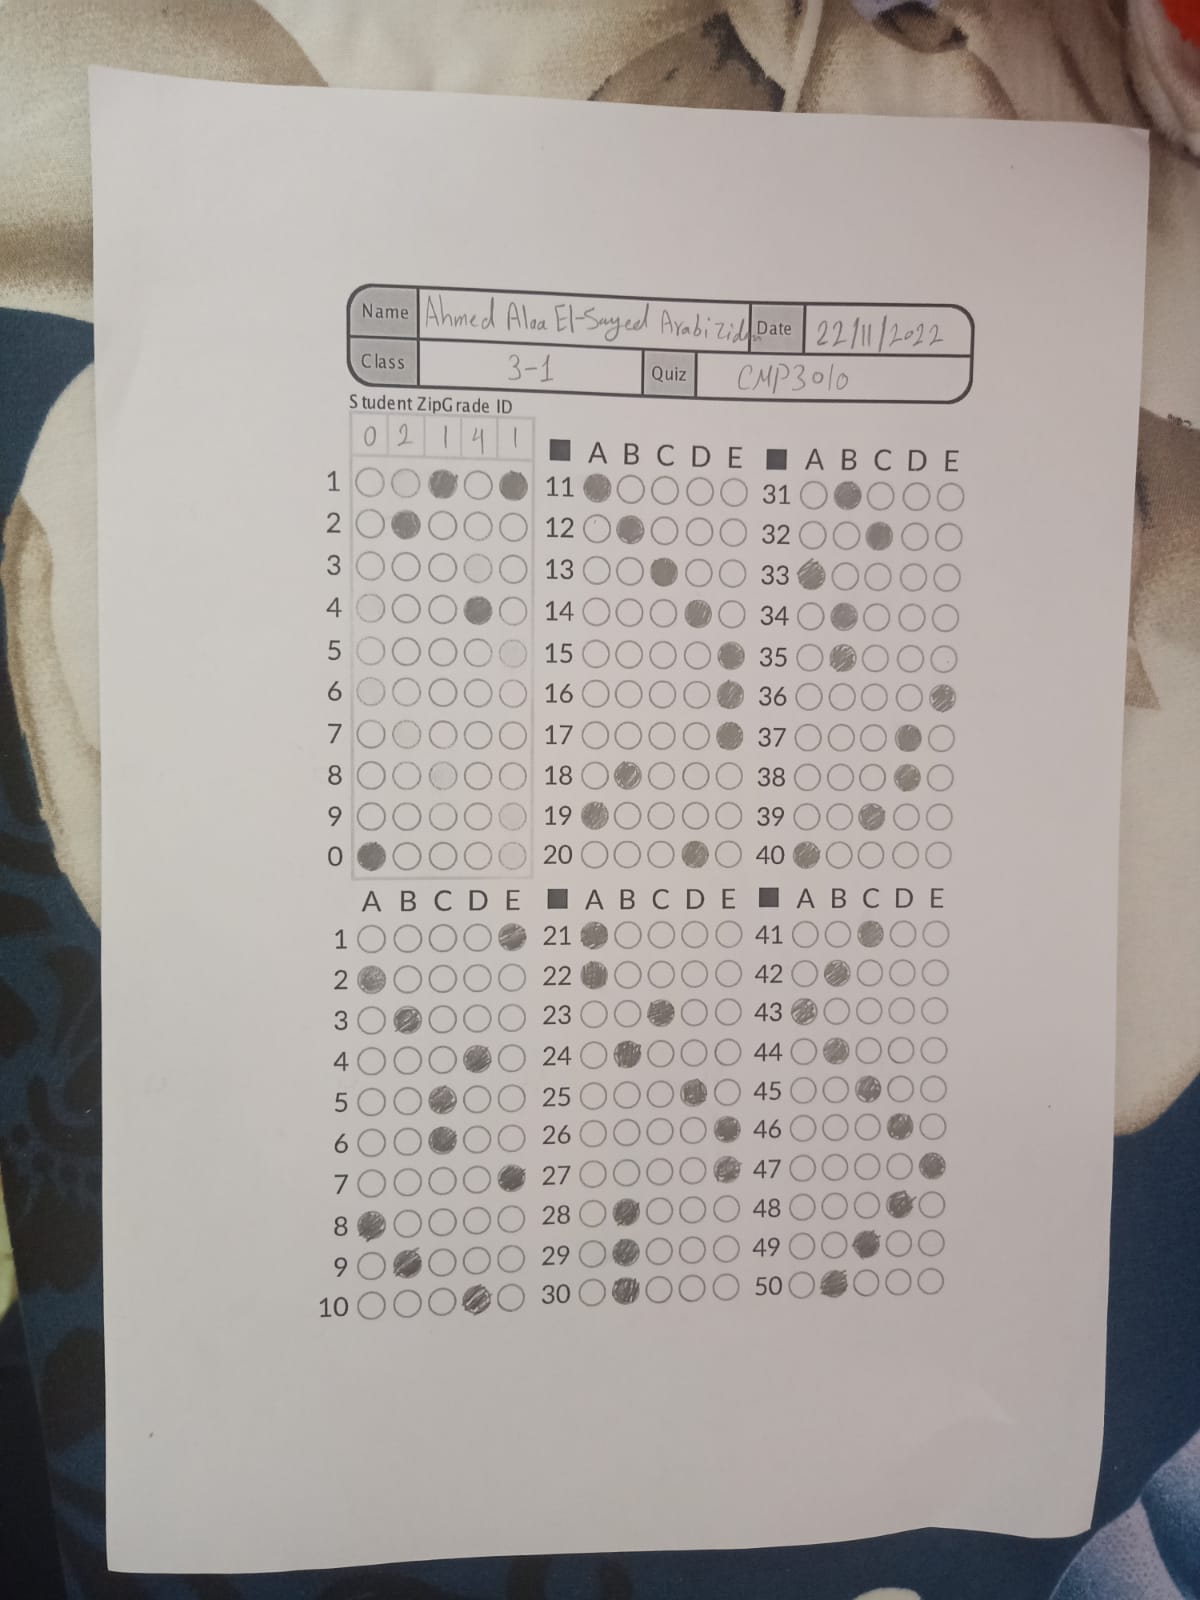 Name Ahmed Alaa El-Sayed Arabi Zidan Date 22/11/2022
Class 3-1 Quiz CMP3010
Student ZipGrade ID
0 2 1 4 1
A B C D E A B C D E
1 11 31
2 12 32
3 13 33
4 14 34
5 15 35
6 16 36
7 17 37
8 18 38
9 19 39
0 20 40
A B C D E A B C D E A B C D E
1 21 41
2 22 42
3 23 43
4 24 44
5 25 45
6 26 46
7 27 47
8 28 48
9 29 49
10 30 50